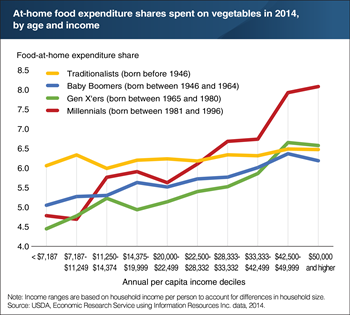 At-home food expenditure shares spent on vegetables in 2014,
by age and income
Food-at-home expenditure share
8.5
8.0
7.5
7.0
6.5
6.0
5.5
5.0
4.5
4.0
Traditionalists (born before 1946)
Baby Boomers (born between 1946 and 1964)
Gen X'ers (born between 1965 and 1980)
Millennials (born between 1981 and 1996)
< $7,187 $7,187- $11,250- $14,375- $20,000- $22,500- $28,333- $33,333- $42,500- $50,000
11,249 $14,374 $19,999 $22,499 28,332 $33,332 $42,499 $49,999 and higher
Annual per capita income deciles
Note: Income ranges are based on household income per person to account for differences in household size.
Source: USDA, Economic Research Service using Information Resources Inc. data, 2014.